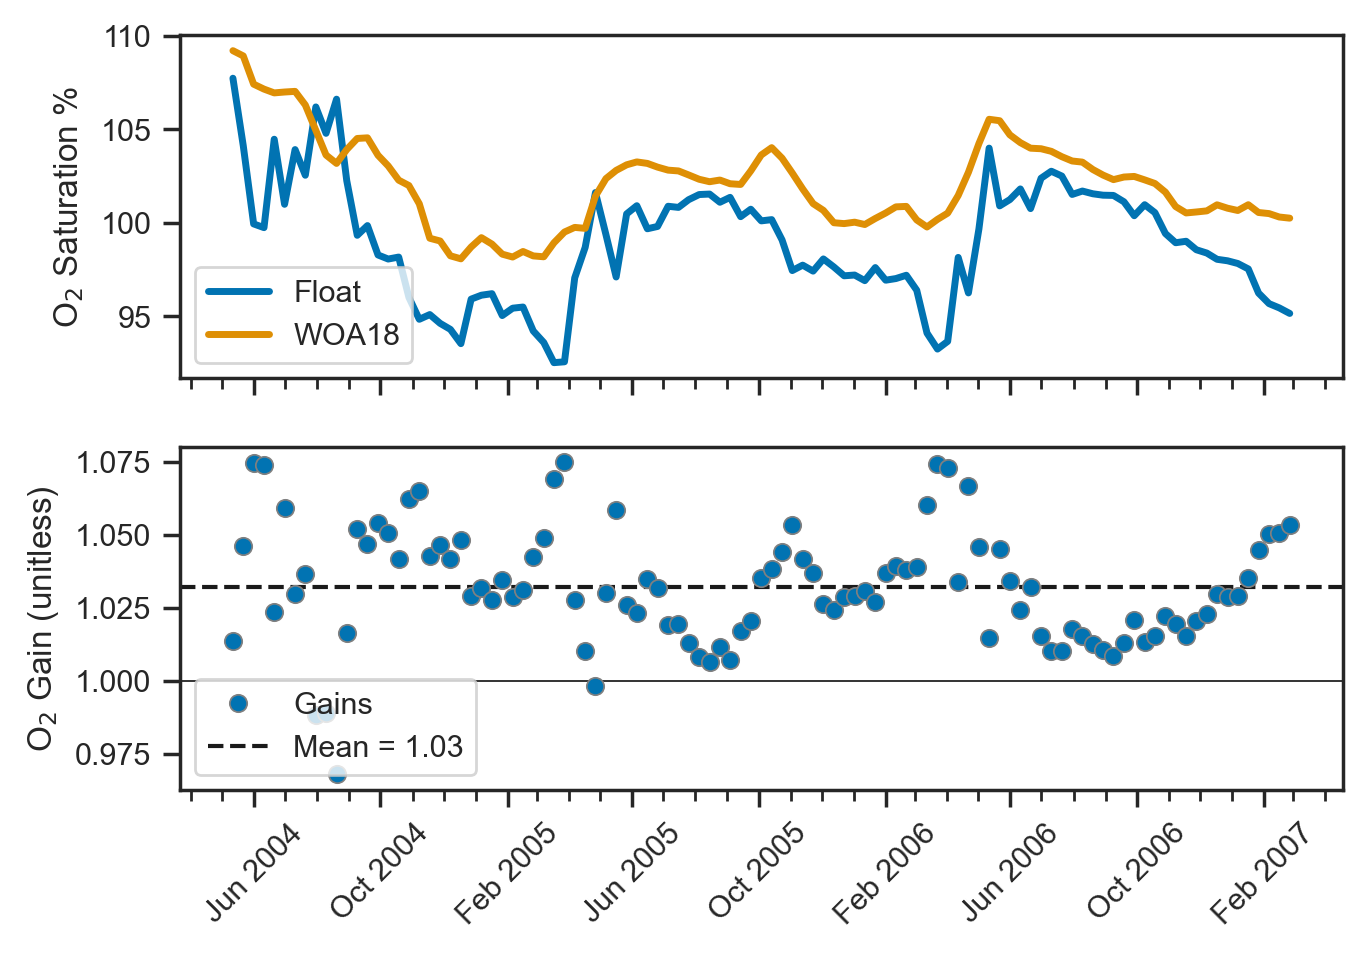 110
105
100
95
O₂ Saturation %
Float
WOA18
1.075
1.050
1.025
1.000
0.975
O₂ Gain (unitless)
Gains
Mean = 1.03
Jun 2004
Oct 2004
Feb 2005
Jun 2005
Oct 2005
Feb 2006
Jun 2006
Oct 2006
Feb 2007